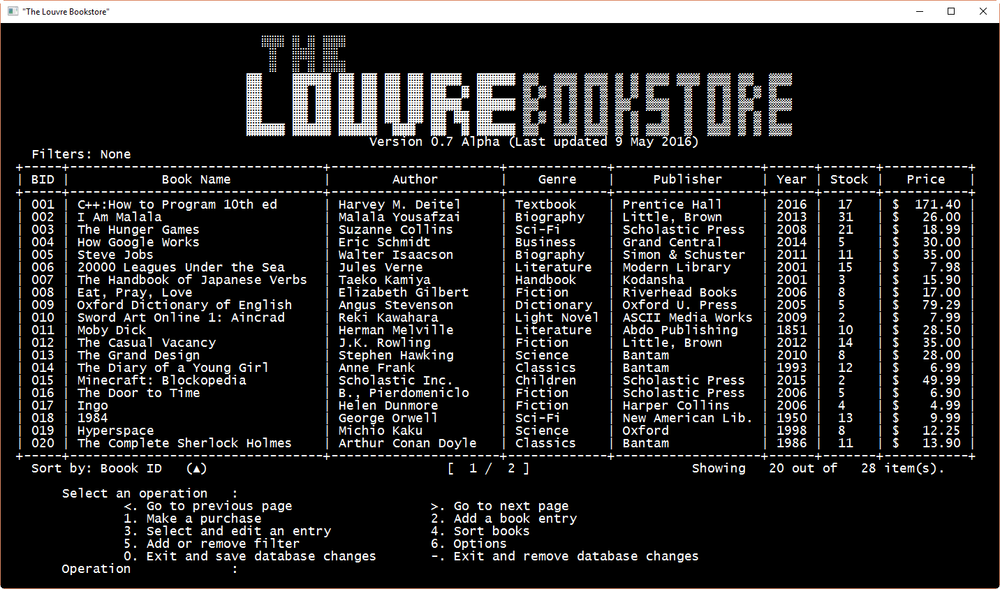 "The Louvre Bookstore"
THE
LOUVRE BOOKSTORE
Version 0.7 Alpha (Last updated 9 May 2016)
Filters: None
+-----+---------------------------------+----------------------+-------------+-------------------+------+-------+-----------+
| BID | Book Name | Author | Genre | Publisher | Year | Stock | Price |
+-----+---------------------------------+----------------------+-------------+-------------------+------+-------+-----------+
| 001 | C++:How to Program 10th ed | Harvey M. Deitel | Textbook | Prentice Hall | 2016 | 17 | $ 171.40 |
| 002 | I Am Malala | Malala Yousafzai | Biography | Little, Brown | 2013 | 31 | $ 26.00 |
| 003 | The Hunger Games | Suzanne Collins | Sci-Fi | Scholastic Press | 2008 | 21 | $ 18.99 |
| 004 | How Google Works | Eric Schmidt | Business | Grand Central | 2014 | 5 | $ 30.00 |
| 005 | Steve Jobs | Walter Isaacson | Biography | Simon & Schuster | 2011 | 11 | $ 35.00 |
| 006 | 20000 Leagues Under the Sea | Jules Verne | Literature | Modern Library | 2001 | 15 | $ 7.98 |
| 007 | The Handbook of Japanese Verbs | Taeko Kamiya | Handbook | Kodansha | 2001 | 3 | $ 15.90 |
| 008 | Eat, Pray, Love | Elizabeth Gilbert | Fiction | Riverhead Books | 2006 | 8 | $ 17.00 |
| 009 | Oxford Dictionary of English | Angus Stevenson | Dictionary | Oxford U. Press | 2005 | 5 | $ 79.29 |
| 010 | Sword Art Online 1: Aincrad | Reki Kawahara | Light Novel | ASCII Media Works | 2009 | 2 | $ 7.99 |
| 011 | Moby Dick | Herman Melville | Literature | Abdo Publishing | 1851 | 10 | $ 28.50 |
| 012 | The Casual Vacancy | J.K. Rowling | Fiction | Little, Brown | 2012 | 14 | $ 35.00 |
| 013 | The Grand Design | Stephen Hawking | Science | Bantam | 2010 | 8 | $ 28.00 |
| 014 | The Diary of a Young Girl | Anne Frank | Classics | Bantam | 1993 | 12 | $ 6.99 |
| 015 | Minecraft: Blockopedia | Scholastic Inc. | Children | Scholastic Press | 2015 | 2 | $ 49.99 |
| 016 | The Door to Time | B., Pierdomeniclo | Fiction | Scholastic Press | 2006 | 5 | $ 6.90 |
| 017 | Ingo | Helen Dunmore | Fiction | Harper Collins | 2006 | 4 | $ 4.99 |
| 018 | 1984 | George Orwell | Sci-Fi | New American Lib. | 1950 | 13 | $ 9.99 |
| 019 | Hyperspace | Michio Kaku | Science | Oxford | 1998 | 8 | $ 12.25 |
| 020 | The Complete Sherlock Holmes | Arthur Conan Doyle | Classics | Bantam | 1986 | 11 | $ 13.90 |
+-----+---------------------------------+----------------------+-------------+-------------------+------+-------+-----------+
Sort by: Boook ID (▲) [ 1 / 2 ] Showing 20 out of 28 item(s).
Select an operation :
<. Go to previous page >. Go to next page
1. Make a purchase 2. Add a book entry
3. Select and edit an entry 4. Sort books
5. Add or remove filter 6. Options
0. Exit and save database changes -. Exit and remove database changes
Operation :